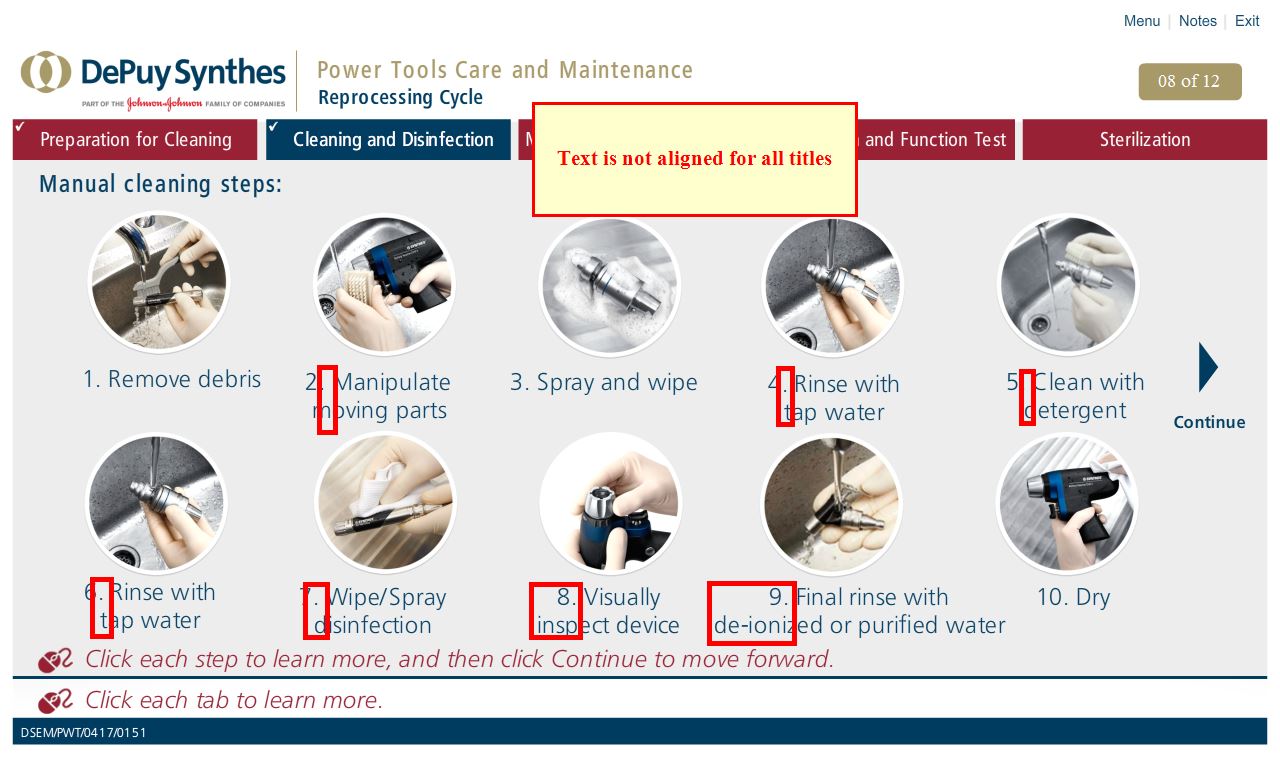 Menu | Notes | Exit
DePuy Synthes
PART OF THE Johnson & Johnson FAMILY OF COMPANIES
Power Tools Care and Maintenance
Reprocessing Cycle
08 of 12
Preparation for Cleaning
Cleaning and Disinfection
M
and Function Test
Sterilization
Text is not aligned for all titles
Manual cleaning steps:
1. Remove debris
2. Manipulate
moving parts
3. Spray and wipe
4. Rinse with
tap water
5. Clean with
detergent
Continue
6. Rinse with
tap water
7. Wipe/Spray
disinfection
8. Visually
inspect device
9. Final rinse with
de-ionized or purified water
10. Dry
Click each step to learn more, and then click Continue to move forward.
Click each tab to learn more.
DSEM/PWT/0417/0151